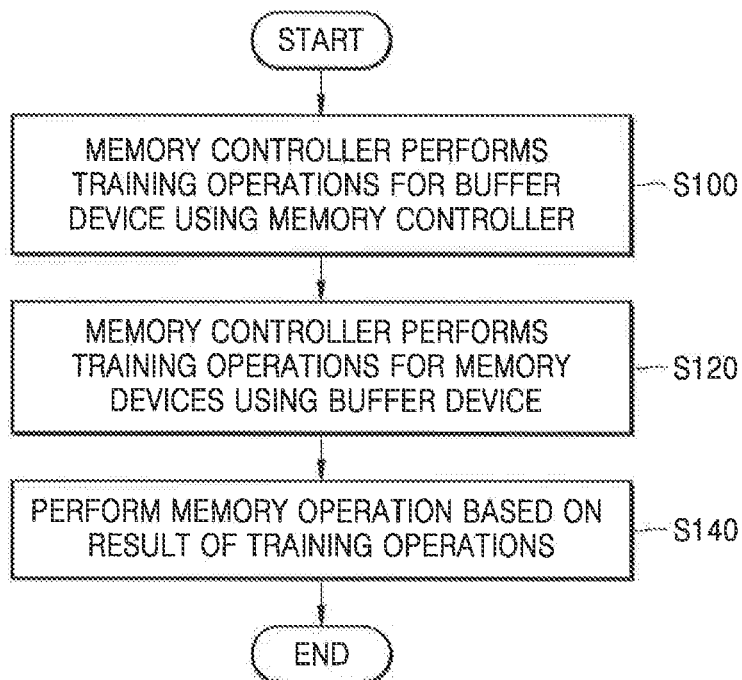 START
MEMORY CONTROLLER PERFORMS
TRAINING OPERATIONS FOR BUFFER
DEVICE USING MEMORY CONTROLLER
S100
MEMORY CONTROLLER PERFORMS
TRAINING OPERATIONS FOR MEMORY
DEVICES USING BUFFER DEVICE
S120
PERFORM MEMORY OPERATION BASED ON
RESULT OF TRAINING OPERATIONS
S140
END